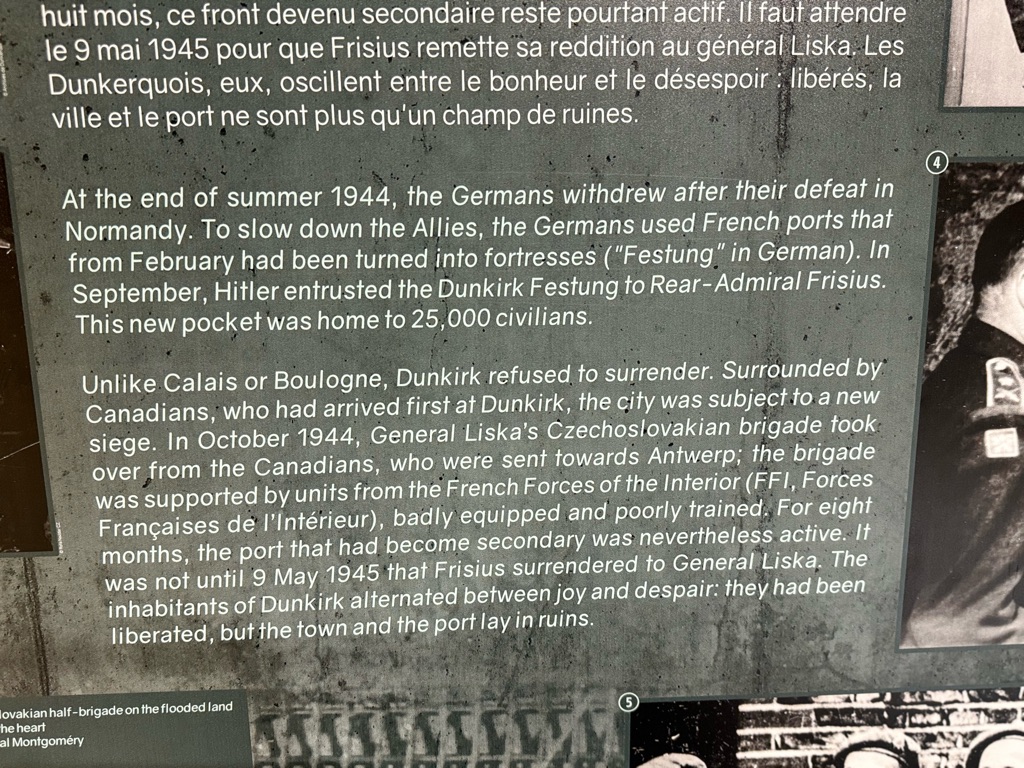 huit mois, ce front devenu secondaire reste pourtant actif. Il faut attendre
le 9 mai 1945 pour que Frisius remette sa reddition au général Liska. Les
Dunkerquois, eux, oscillent entre le bonheur et le désespoir : libérés, la
ville et le port ne sont plus qu'un champ de ruines.
At the end of summer 1944, the Germans withdrew after their defeat in
Normandy. To slow down the Allies, the Germans used French ports that
from February had been turned into fortresses ("Festung" in German). In
September, Hitler entrusted the Dunkirk Festung to Rear-Admiral Frisius.
This new pocket was home to 25,000 civilians.
Unlike Calais or Boulogne, Dunkirk refused to surrender. Surrounded by
Canadians, who had arrived first at Dunkirk, the city was subject to a new
siege. In October 1944, General Liska's Czechoslovakian brigade took
over from the Canadians, who were sent towards Antwerp; the brigade
was supported by units from the French Forces of the Interior (FFI, Forces
Françaises de l'Intérieur), badly equipped and poorly trained. For eight
months, the port that had become secondary was nevertheless active. It
was not until 9 May 1945 that Frisius surrendered to General Liska. The
inhabitants of Dunkirk alternated between joy and despair: they had been
liberated, but the town and the port lay in ruins.
4
lovakian half-brigade on the flooded land
he heart
al Montgoméry
5